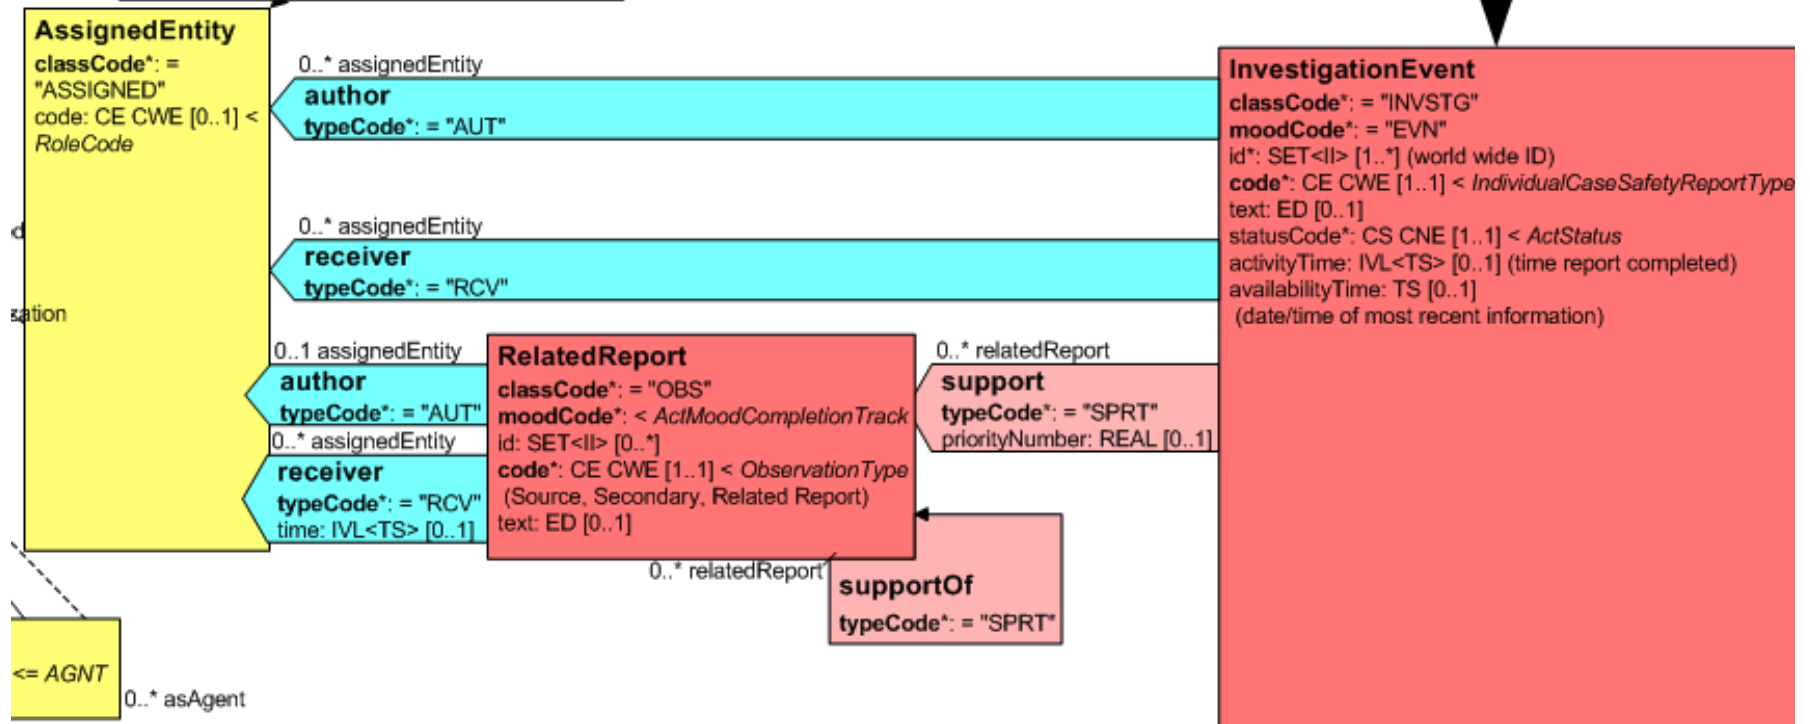 AssignedEntity
classCode*: =
"ASSIGNED"
code: CE CWE [0..1] <
RoleCode
0..* assignedEntity
author
typeCode*: = "AUT"
0..* assignedEntity
receiver
typeCode*: = "RCV"
0..1 assignedEntity
author
typeCode*: = "AUT"
0..* assignedEntity
receiver
typeCode*: = "RCV"
time: IVL<TS> [0..1]
RelatedReport
classCode*: = "OBS"
moodCode*: < ActMoodCompletionTrack
id: SET<II> [0..*]
code*: CE CWE [1..1] < ObservationType
(Source, Secondary, Related Report)
text: ED [0..1]
0..* relatedReport
support
typeCode*: = "SPRT"
priorityNumber: REAL [0..1]
0..* relatedReport
supportOf
typeCode*: = "SPRT"
InvestigationEvent
classCode*: = "INVSTG"
moodCode*: = "EVN"
id*: SET<II> [1..*] (world wide ID)
code*: CE CWE [1..1] < IndividualCaseSafetyReportType
text: ED [0..1]
statusCode*: CS CNE [1..1] < ActStatus
activityTime: IVL<TS> [0..1] (time report completed)
availabilityTime: TS [0..1]
(date/time of most recent information)
<= AGNT
0..* asAgent